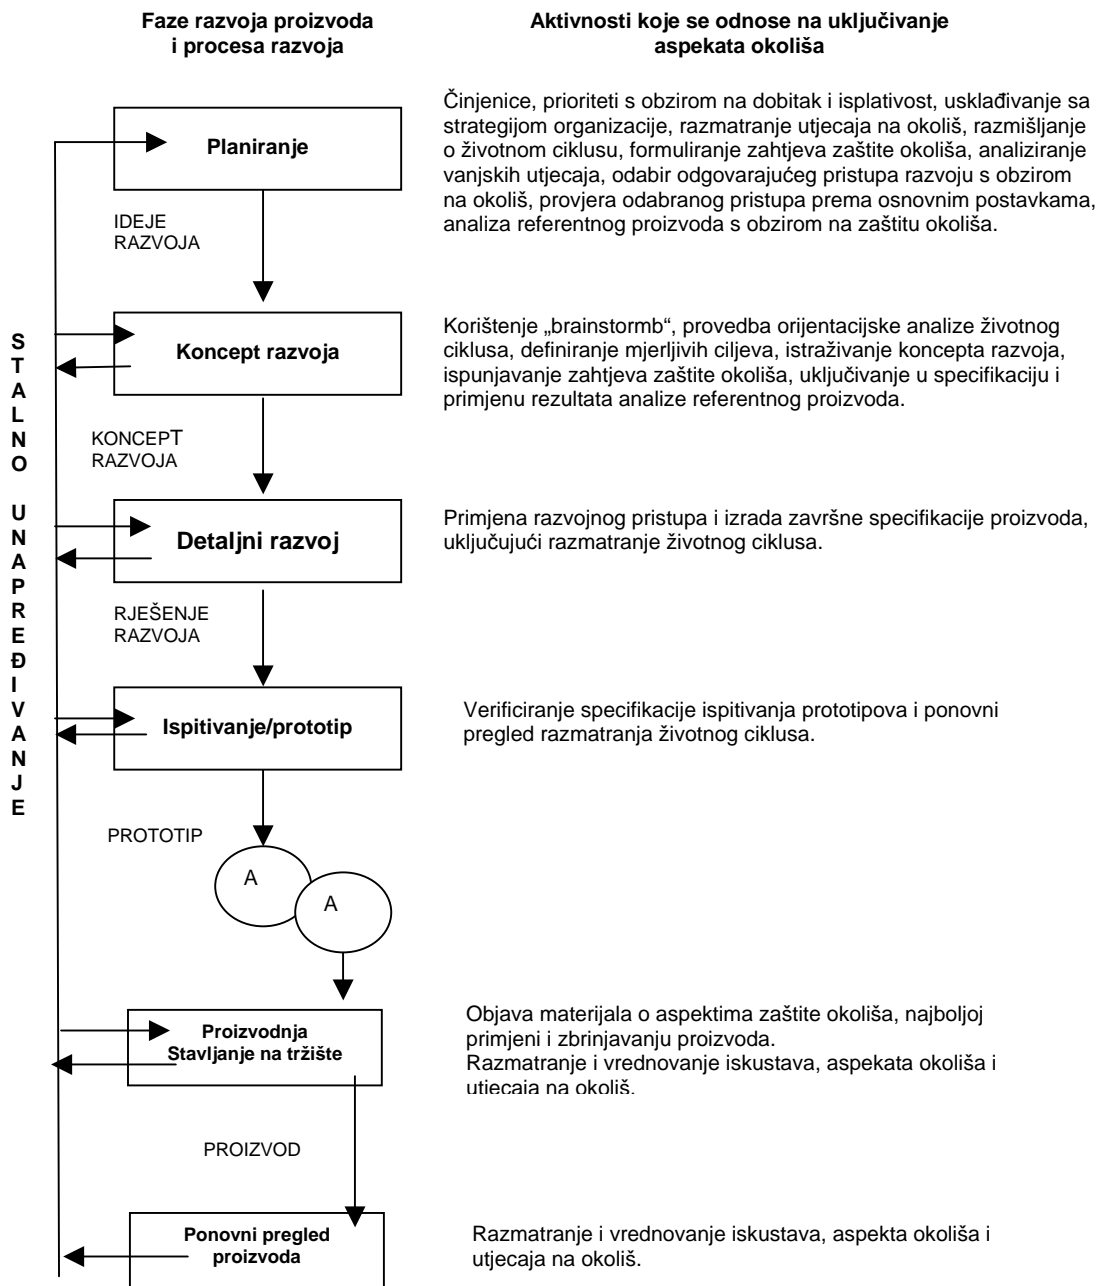 Faze razvoja proizvoda
i procesa razvoja
Aktivnosti koje se odnose na uključivanje
aspekata okoliša
Planiranje
Činjenice, prioriteti s obzirom na dobitak i isplativost, usklađivanje sa
strategijom organizacije, razmatranje utjecaja na okoliš, razmišljanje
o životnom ciklusu, formuliranje zahtjeva zaštite okoliša, analiziranje
vanjskih utjecaja, odabir odgovarajućeg pristupa razvoju s obzirom
na okoliš, provjera odabranog pristupa prema osnovnim postavkama,
analiza referentnog proizvoda s obzirom na zaštitu okoliša.
IDEJE
RAZVOJA
STALNO UNAPREĐIVANJE
Koncept razvoja
Korištenje „brainstormb“, provedba orijentacijske analize životnog
ciklusa, definiranje mjerljivih ciljeva, istraživanje koncepta razvoja,
ispunjavanje zahtjeva zaštite okoliša, uključivanje u specifikaciju i
primjenu rezultata analize referentnog proizvoda.
KONCEPT
RAZVOJA
Detaljni razvoj
Primjena razvojnog pristupa i izrada završne specifikacije proizvoda,
uključujući razmatranje životnog ciklusa.
RJEŠENJE
RAZVOJA
Ispitivanje/prototip
Verificiranje specifikacije ispitivanja prototipova i ponovni
pregled razmatranja životnog ciklusa.
PROTOTIP
A
A
Proizvodnja
Stavljanje na tržište
Objava materijala o aspektima zaštite okoliša, najboljoj
primjeni i zbrinjavanju proizvoda.
Razmatranje i vrednovanje iskustava, aspekata okoliša i
utjecaja na okoliš.
PROIZVOD
Ponovni pregled
proizvoda
Razmatranje i vrednovanje iskustava, aspekta okoliša i
utjecaja na okoliš.